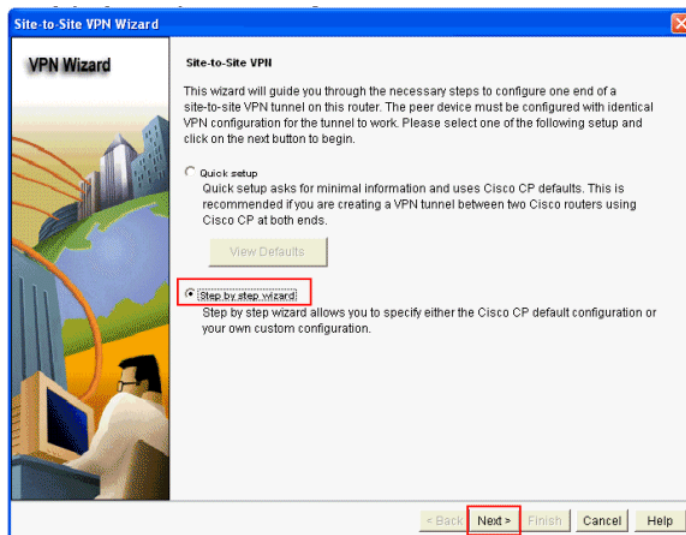 Site-to-Site VPN Wizard
VPN Wizard
Site-to-Site VPN
This wizard will guide you through the necessary steps to configure one end of a
site-to-site VPN tunnel on this router. The peer device must be configured with identical
VPN configuration for the tunnel to work. Please select one of the following setup and
click on the next button to begin.
Quick setup
Quick setup asks for minimal information and uses Cisco CP defaults. This is
recommended if you are creating a VPN tunnel between two Cisco routers using
Cisco CP at both ends.
View Defaults
Step by step wizard
Step by step wizard allows you to specify either the Cisco CP default configuration or
your own custom configuration.
< Back Next > Finish Cancel Help